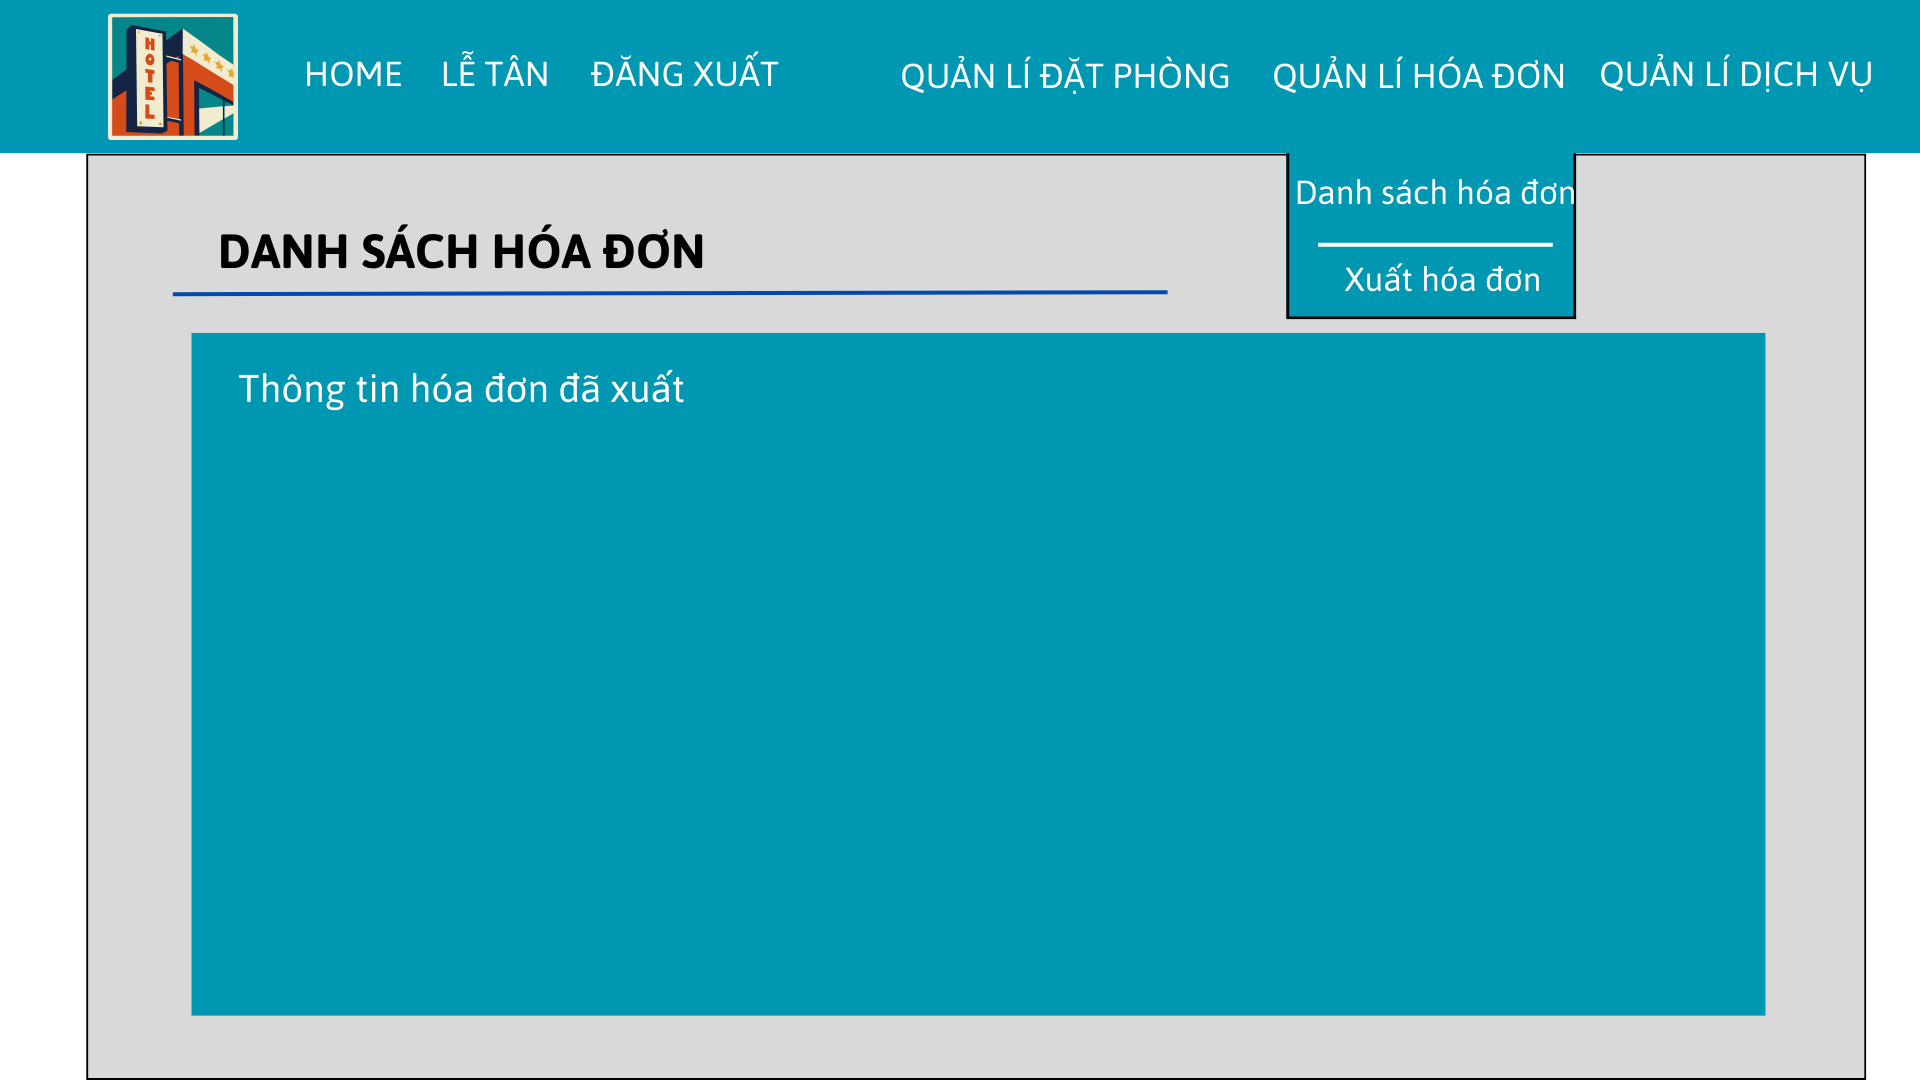 HOTEL
HOME LỄ TÂN ĐĂNG XUẤT QUẢN LÍ ĐẶT PHÒNG QUẢN LÍ HÓA ĐƠN QUẢN LÍ DỊCH VỤ
Danh sách hóa đơn
Xuất hóa đơn
DANH SÁCH HÓA ĐƠN
Thông tin hóa đơn đã xuất